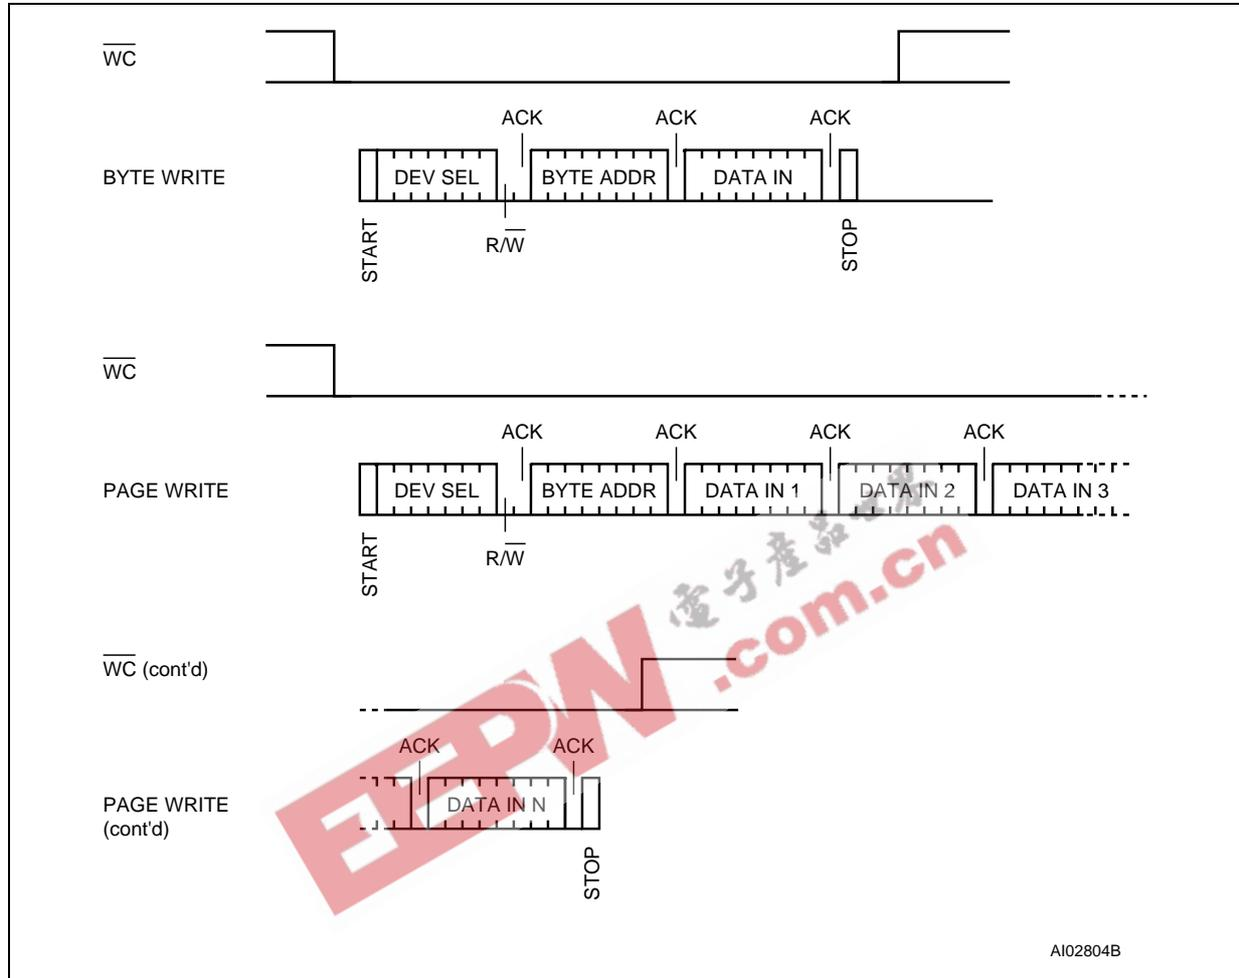 WC
ACK ACK ACK
BYTE WRITE
DEV SEL BYTE ADDR DATA IN
R/W
START
STOP
WC
ACK ACK ACK ACK
PAGE WRITE
DEV SEL BYTE ADDR DATA IN 1 DATA IN 2 DATA IN 3
R/W
START
WC (cont'd)
ACK ACK
PAGE WRITE
(cont'd)
DATA IN N
STOP
EEPW
電子產品世界
.com.cn
AI02804B